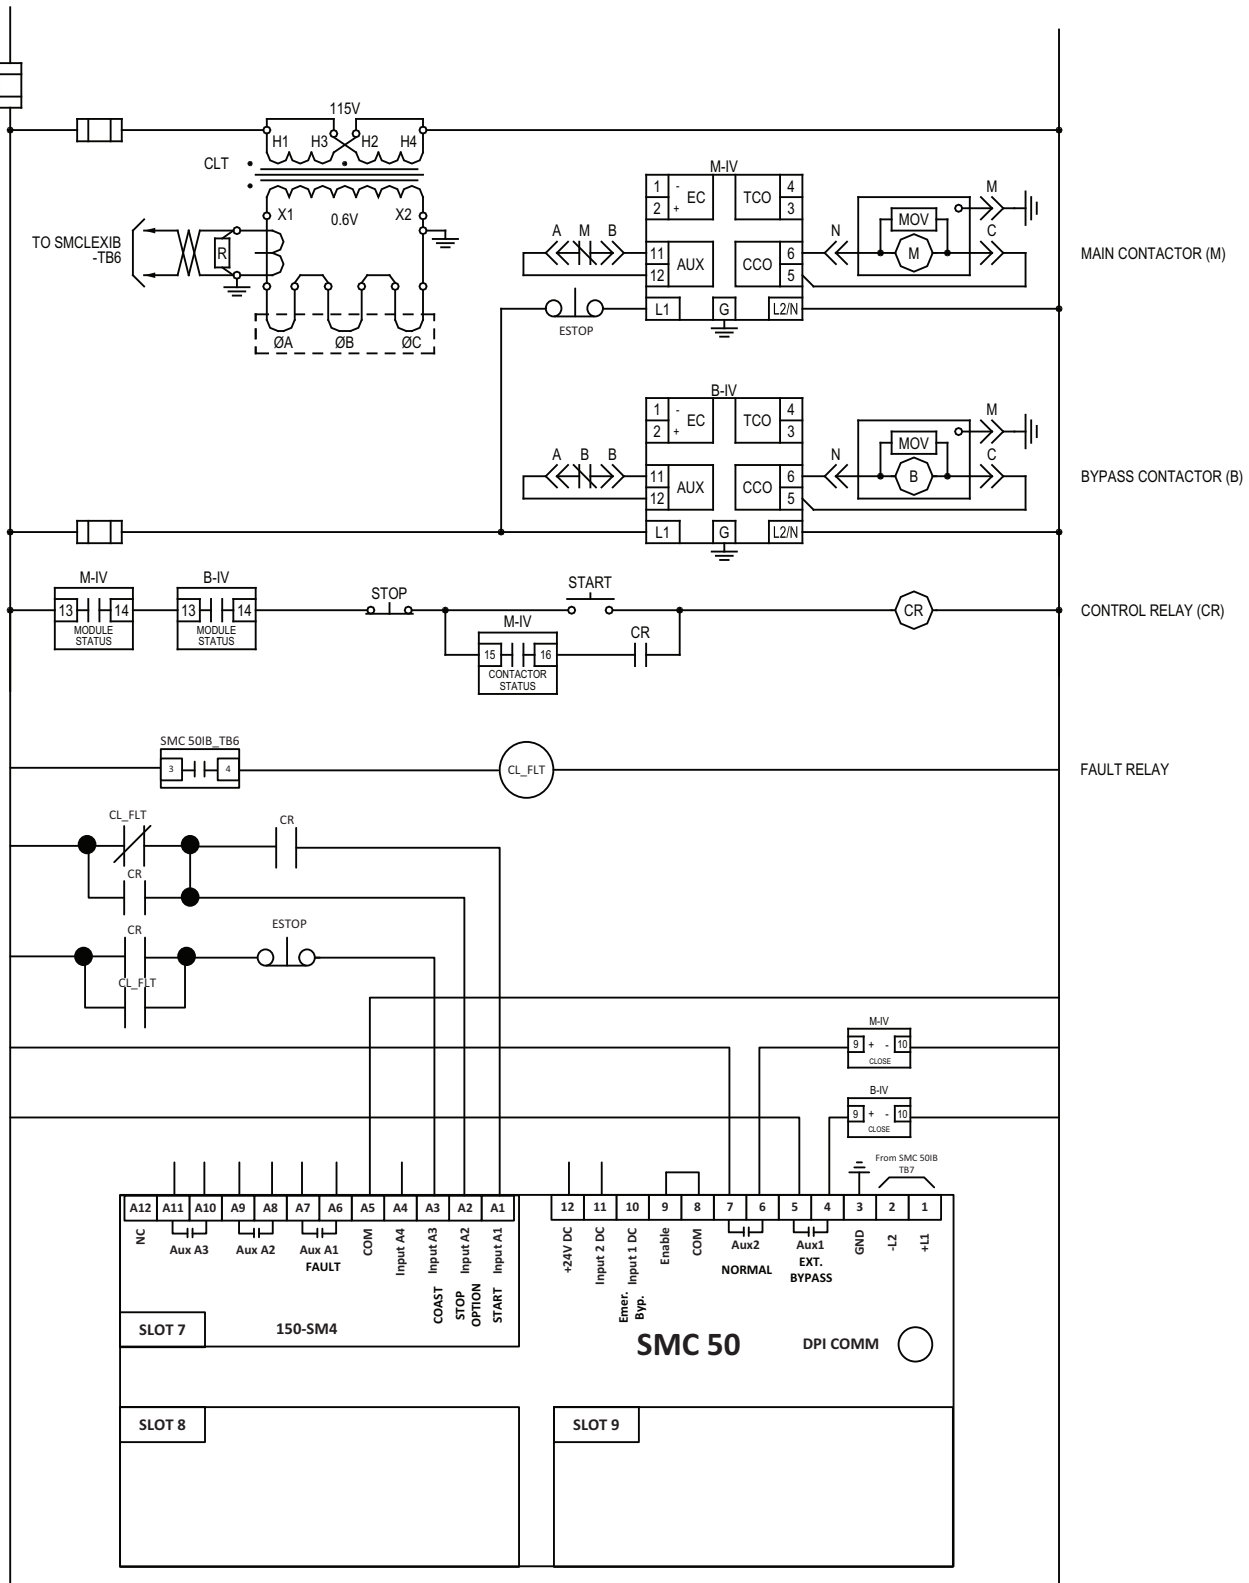 115V
H1 H3 H2 H4
CLT
X1 0.6V X2
TO SMCLEXIB
-TB6
R
ØA ØB ØC
M-IV
1 - EC TCO 4
2 + 3
A M B
11 AUX CCO 6
12 5
L1 G L2/N
ESTOP
N MOV M C
M
MAIN CONTACTOR (M)
B-IV
1 - EC TCO 4
2 + 3
A B B
11 AUX CCO 6
12 5
L1 G L2/N
N MOV M C
B
BYPASS CONTACTOR (B)
M-IV
13 14
MODULE
STATUS
B-IV
13 14
MODULE
STATUS
STOP
START
M-IV
15 16
CONTACTOR
STATUS
CR
CR
CONTROL RELAY (CR)
SMC 50IB_TB6
3 4
CL_FLT
FAULT RELAY
CL_FLT
CR
CR
CR
ESTOP
CL_FLT
M-IV
9 + - 10
CLOSE
B-IV
9 + - 10
CLOSE
From SMC 50IB
TB7
A12 A11 A10 A9 A8 A7 A6 A5 A4 A3 A2 A1
NC
Aux A3
Aux A2
Aux A1
FAULT
COM
Input A4
Input A3
COAST
Input A2
STOP
OPTION
Input A1
START
12 11 10 9 8 7 6 5 4 3 2 1
+24V DC
Input 2 DC
Input 1 DC
Emer.
Byp.
Enable
COM
Aux2
NORMAL
Aux1
EXT.
BYPASS
GND
-L2
+L1
SLOT 7
150-SM4
SMC 50
DPI COMM
SLOT 8
SLOT 9